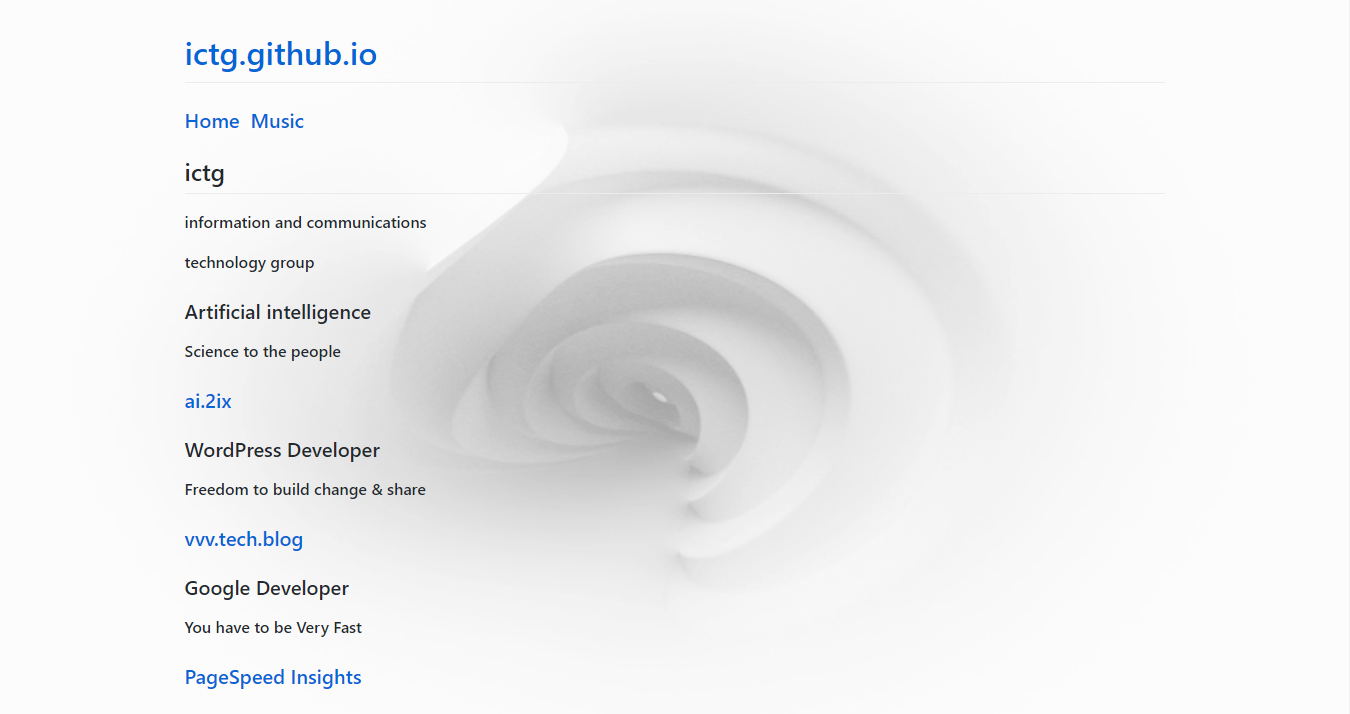 ictg.github.io
Home Music
ictg
information and communications
technology group
Artificial intelligence
Science to the people
ai.2ix
WordPress Developer
Freedom to build change & share
vvv.tech.blog
Google Developer
You have to be Very Fast
PageSpeed Insights